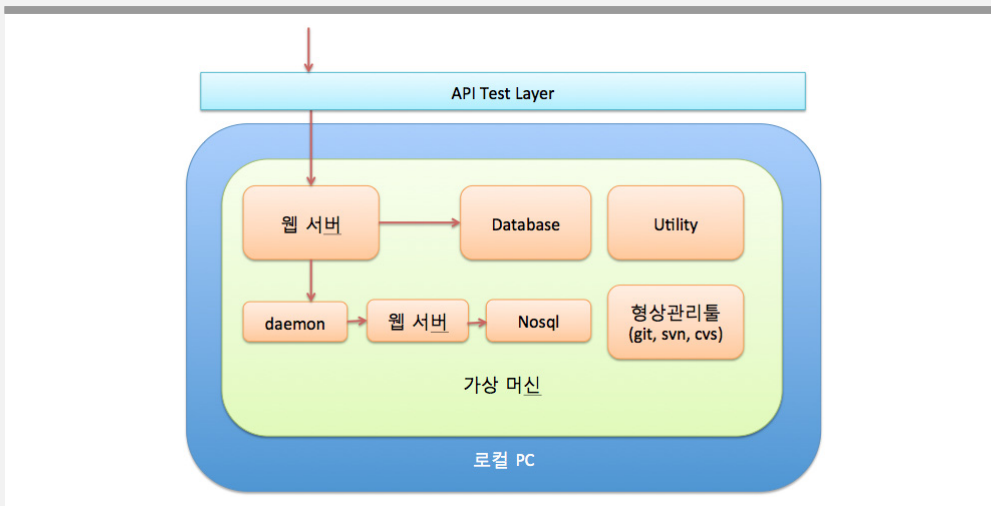 API Test Layer
웹 서버
Database
Utility
daemon
웹 서버
Nosql
형상관리툴
(git, svn, cvs)
가상 머신
로컬 PC